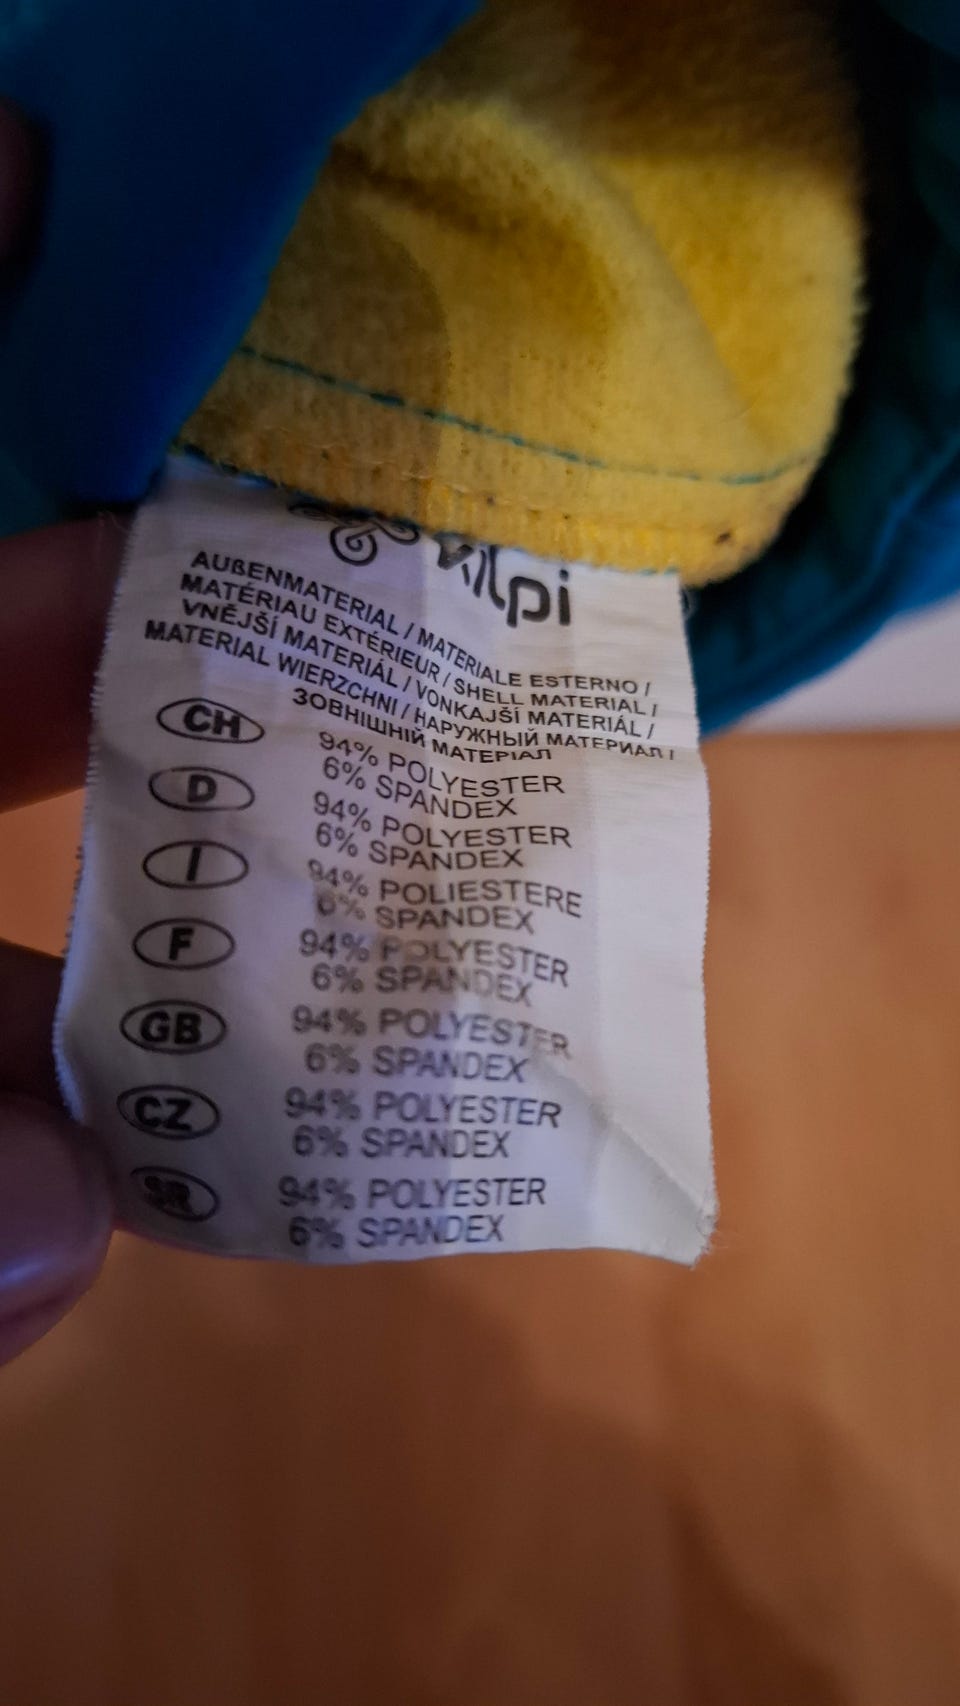 kilpi
AUßENMATERIAL / MATERIALE ESTERNO /
MATÉRIAU EXTÉRIEUR / SHELL MATERIAL /
VNĚJŠÍ MATERIÁL / VONKAJŠÍ MATERIÁL /
MATERIAL WIERZCHNI / НАРУЖНЫЙ МАТЕРИАЛ /
ЗОВНІШНІЙ МАТЕРІАЛ
CH 94% POLYESTER
6% SPANDEX
D 94% POLYESTER
6% SPANDEX
I 94% POLIESTERE
6% SPANDEX
F 94% POLYESTER
6% SPANDEX
GB 94% POLYESTER
6% SPANDEX
CZ 94% POLYESTER
6% SPANDEX
SR 94% POLYESTER
6% SPANDEX